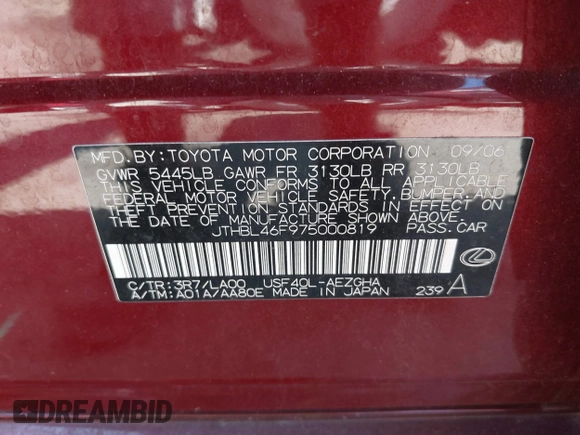 MFD. BY: TOYOTA MOTOR CORPORATION 09/06
GVWR 5445LB GAWR FR 3130LB RR 3130LB
THIS VEHICLE CONFORMS TO ALL APPLICABLE
FEDERAL MOTOR VEHICLE SAFETY, BUMPER, AND
THEFT PREVENTION STANDARDS IN EFFECT ON
THE DATE OF MANUFACTURE SHOWN ABOVE.
JTHBL46F975000819 PASS.CAR
C/TR: 3R7/LA00 USF40L-AEZGHA
A/TM: A01A/AA80E MADE IN JAPAN 239 A
DREAMBID